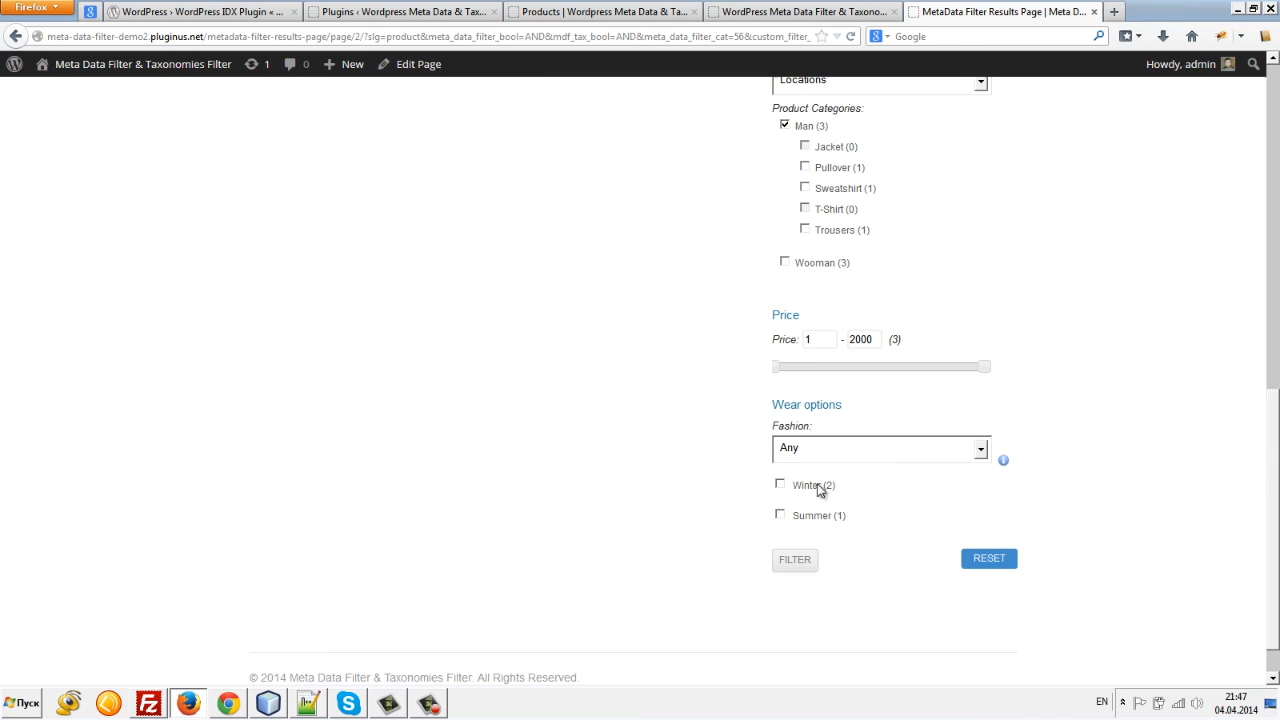 Firefox
WordPress › WordPress IDX Plugin « ...
Plugins ‹ Wordpress Meta Data & Tax...
Products | Wordpress Meta Data & Ta...
WordPress Meta Data Filter & Taxono...
MetaData Filter Results Page | Meta D...
meta-data-filter-demo2.pluginus.net/metadata-filter-results-page/page/2/?slg=product&meta_data_filter_bool=AND&mdf_tax_bool=AND&meta_data_filter_cat=56&custom_filter_
Google
Meta Data Filter & Taxonomies Filter
1
0
New
Edit Page
Howdy, admin
Locations
Product Categories:
Man (3)
Jacket (0)
Pullover (1)
Sweatshirt (1)
T-Shirt (0)
Trousers (1)
Wooman (3)
Price
Price: 1 - 2000 (3)
Wear options
Fashion:
Any
Winter (2)
Summer (1)
FILTER
RESET
© 2014 Meta Data Filter & Taxonomies Filter. All Rights Reserved.
Пуск
EN
21:47
04.04.2014